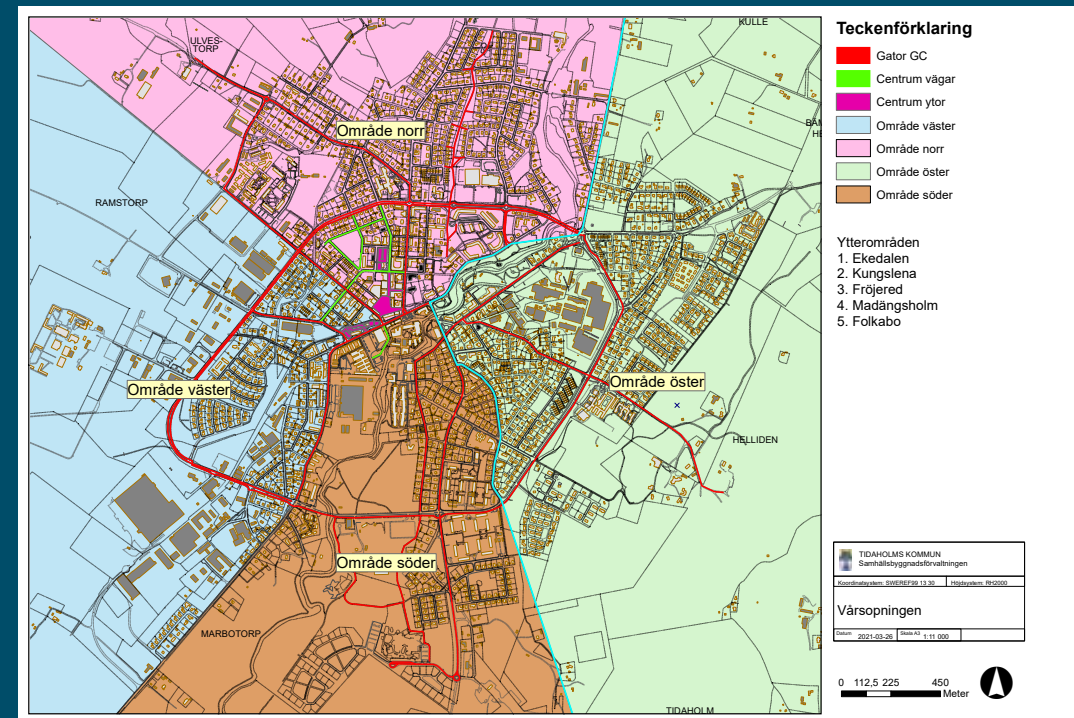 KULLE
ULVES-
TORP
Område norr
RAMSTORP
Område väster
Område öster
HELLIDEN
Område söder
MARBOTORP
TIDAHOLM
Teckenförklaring
Gator GC
Centrum vägar
Centrum ytor
Område väster
Område norr
Område öster
Område söder
Ytterområden
1. Ekedalen
2. Kungslena
3. Fröjered
4. Madängsholm
5. Folkabo
TIDAHOLMS KOMMUN
Samhällsbyggnadsförvaltningen
Koordinatsystem: SWEREF99 13 30 Höjdsystem: RH2000
Vårsopningen
Datum 2021-03-26 Skala A3 1:11 000
0 112,5 225 450
Meter